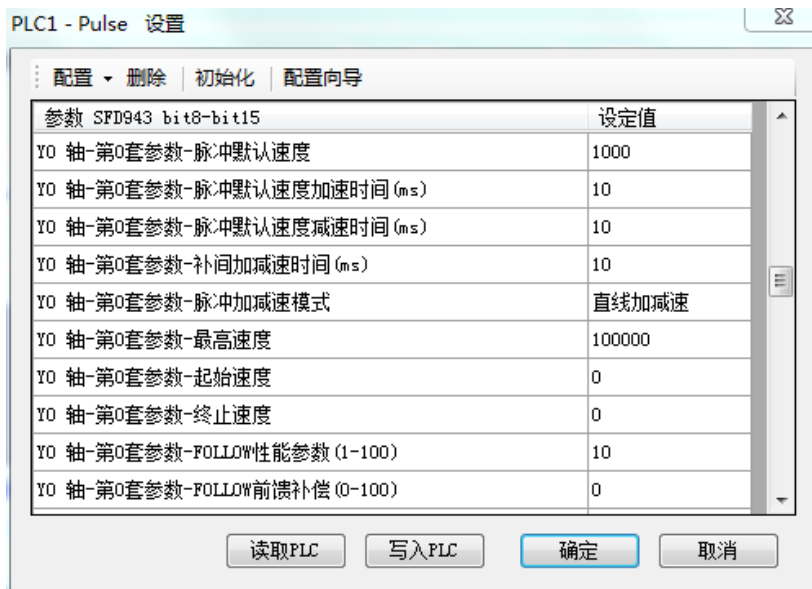 PLC1 - Pulse 设置
配置 删除 初始化 配置向导
参数 SFD943 bit8-bit15 设定值
Y0 轴-第0套参数-脉冲默认速度 1000
Y0 轴-第0套参数-脉冲默认速度加速时间(ms) 10
Y0 轴-第0套参数-脉冲默认速度减速时间(ms) 10
Y0 轴-第0套参数-补间加减速时间(ms) 10
Y0 轴-第0套参数-脉冲加减速模式 直线加减速
Y0 轴-第0套参数-最高速度 100000
Y0 轴-第0套参数-起始速度 0
Y0 轴-第0套参数-终止速度 0
Y0 轴-第0套参数-FOLLOW性能参数(1-100) 10
Y0 轴-第0套参数-FOLLOW前馈补偿(0-100) 0
读取PLC 写入PLC 确定 取消